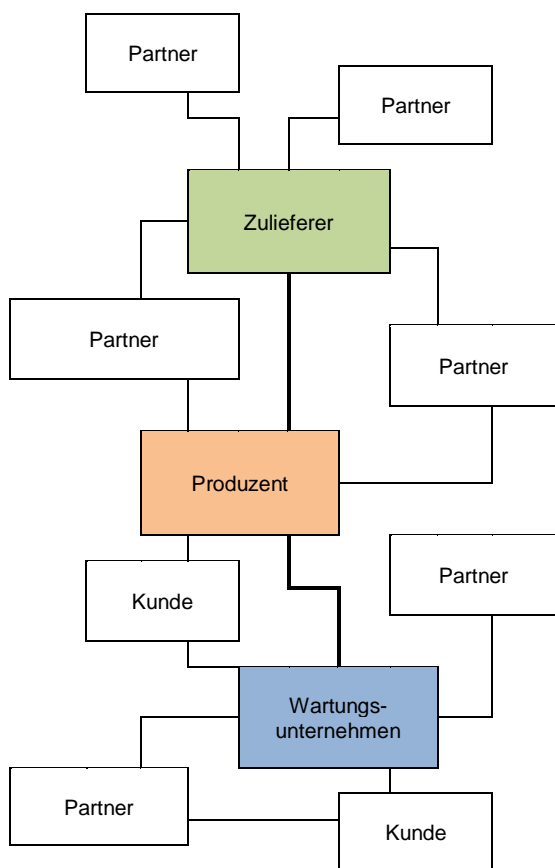 Partner
Partner
Zulieferer
Partner
Partner
Produzent
Partner
Kunde
Wartungs-
unternehmen
Partner
Kunde